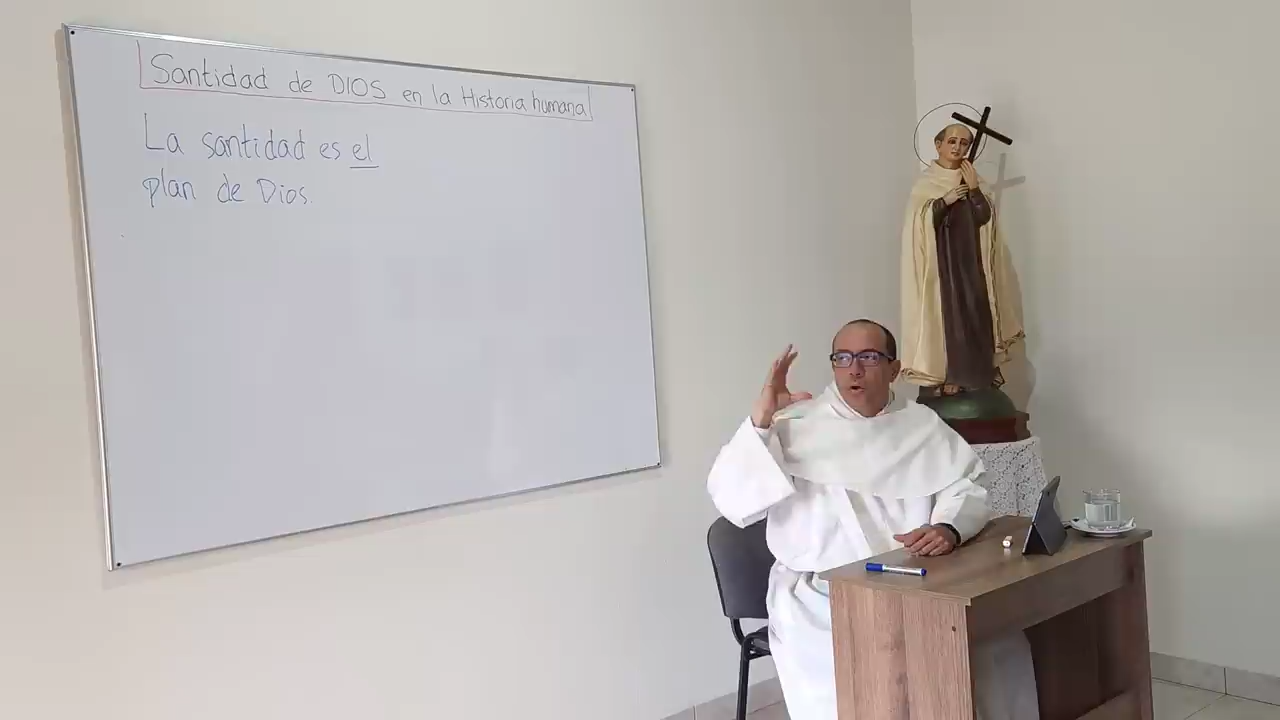 Santidad de DIOS en la Historia humana
La santidad es el
plan de Dios.